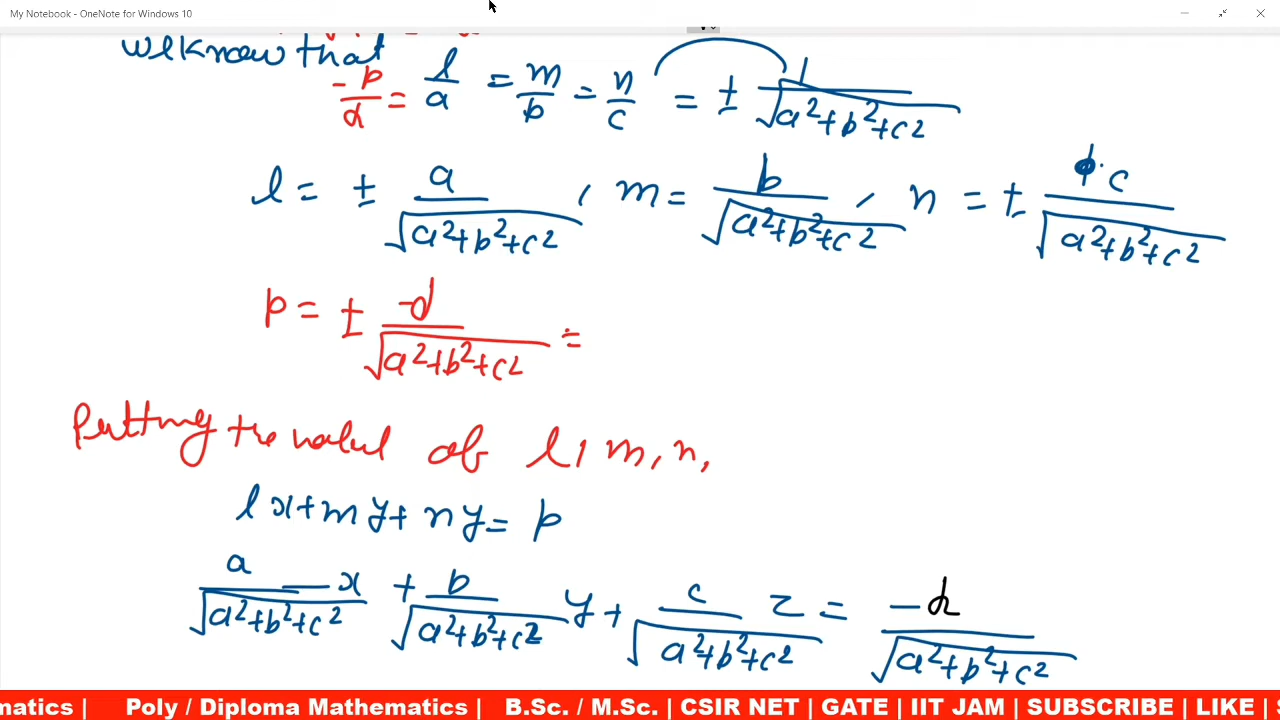 My Notebook - OneNote for Windows 10
we know that
-p/d = l/a = m/b = n/c = ± 1/√(a²+b²+c²)
l = ± a/√(a²+b²+c²) , m = b/√(a²+b²+c²) , n = ± c/√(a²+b²+c²)
p = ± -d/√(a²+b²+c²) =
Putting the value of l, m, n,
lx+my+ny= p
a/√(a²+b²+c²) x + b/√(a²+b²+c²) y + c/√(a²+b²+c²) z = -d/√(a²+b²+c²)
matics | Poly / Diploma Mathematics | B.Sc. / M.Sc. | CSIR NET | GATE | IIT JAM | SUBSCRIBE | LIKE |